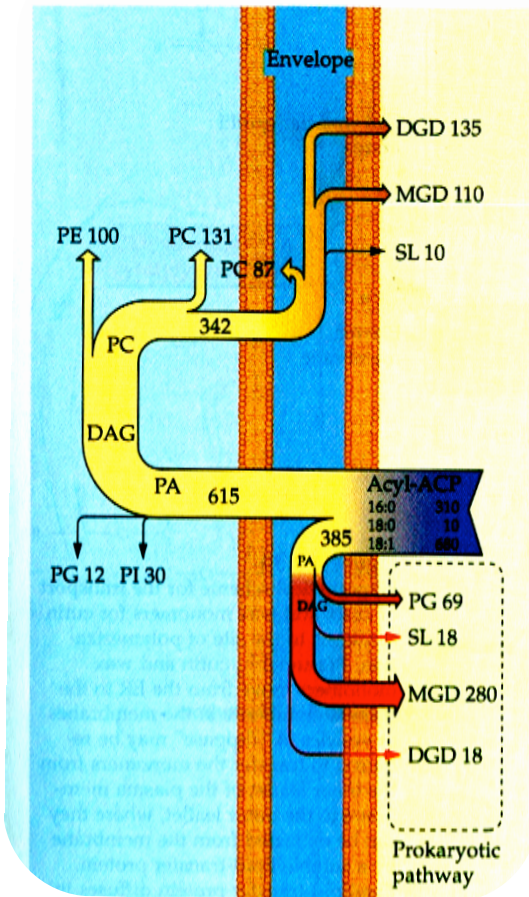 Envelope
DGD 135
MGD 110
PE 100
PC 131
SL 10
PC 87
342
PC
DAG
PA
615
Acyl-ACP
16:0 310
18:0 10
18:1 680
385
PA
PG 12
PI 30
DAG
PG 69
SL 18
MGD 280
DGD 18
Prokaryotic
pathway